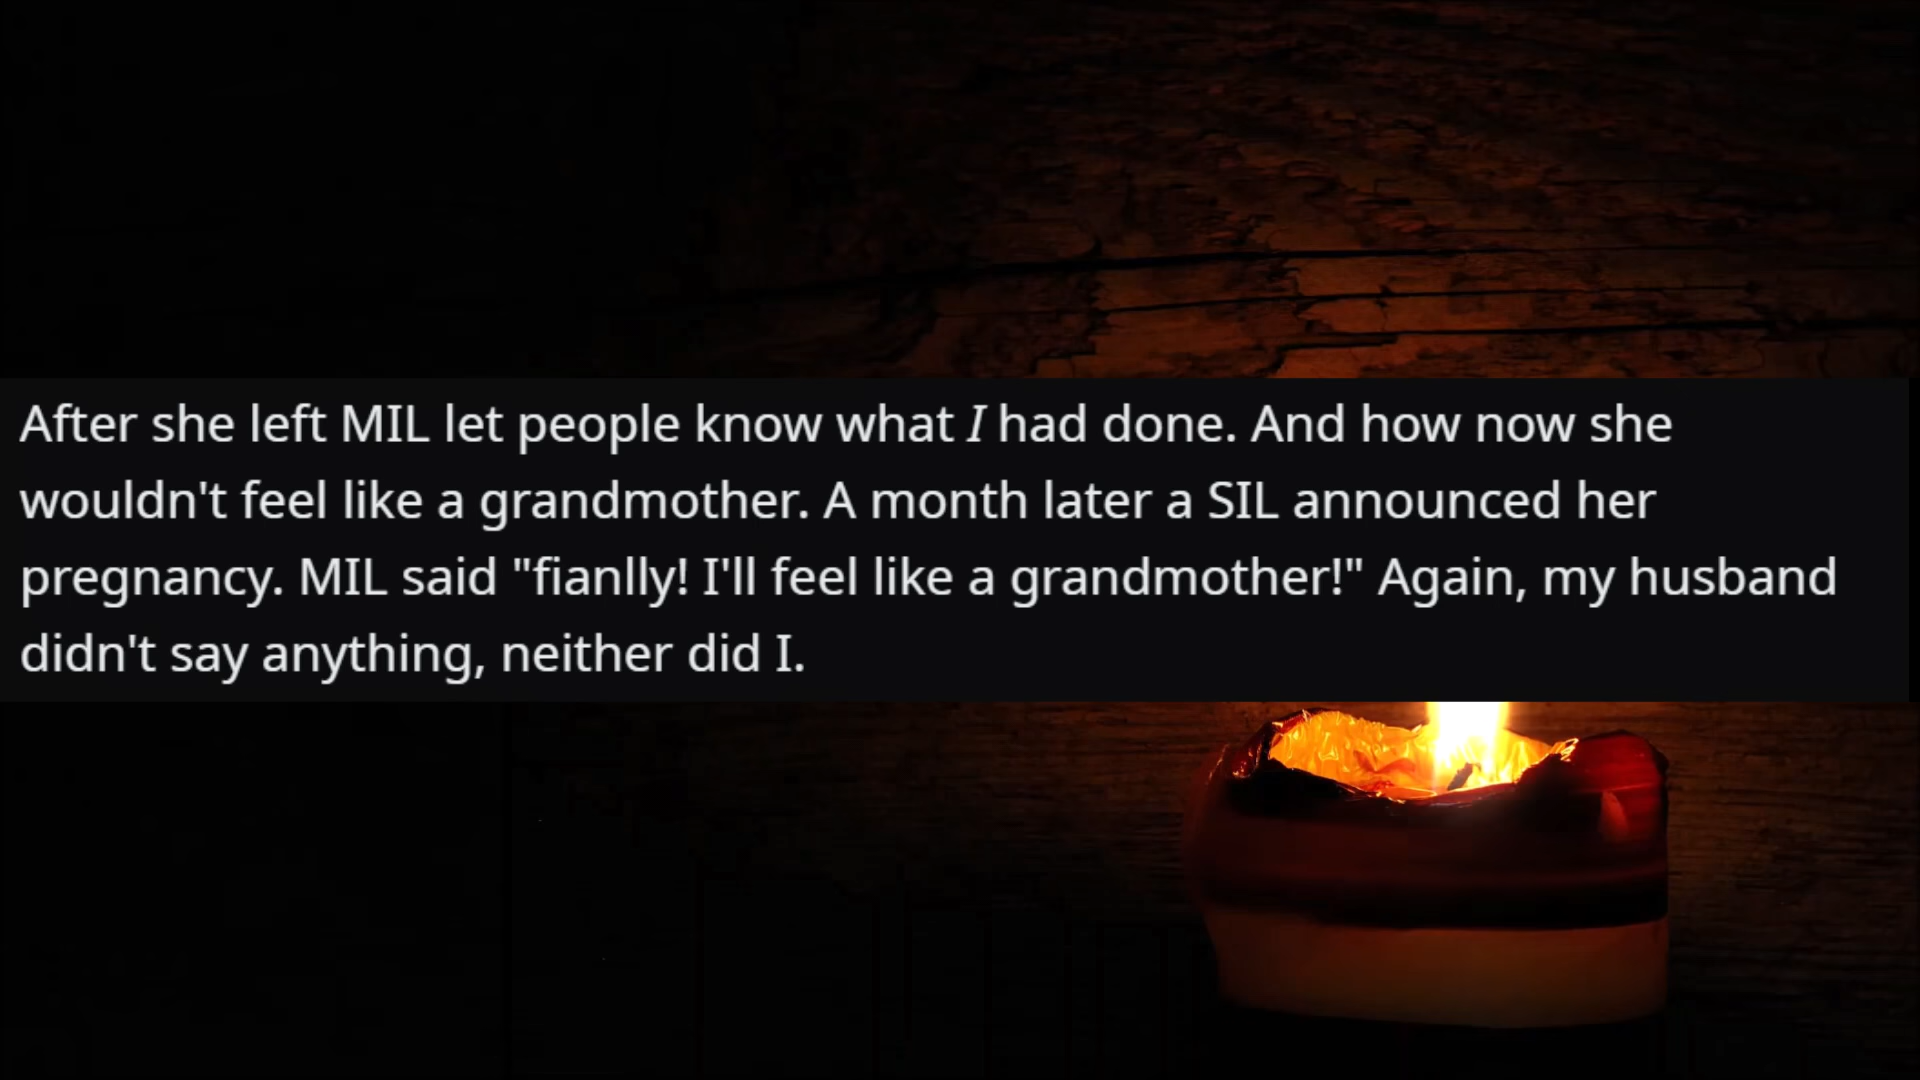 After she left MIL let people know what I had done. And how now she
wouldn't feel like a grandmother. A month later a SIL announced her
pregnancy. MIL said "fianlly! I'll feel like a grandmother!" Again, my husband
didn't say anything, neither did I.